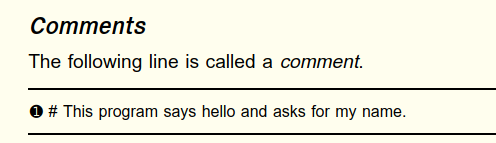 Comments
The following line is called a comment.
❶ # This program says hello and asks for my name.